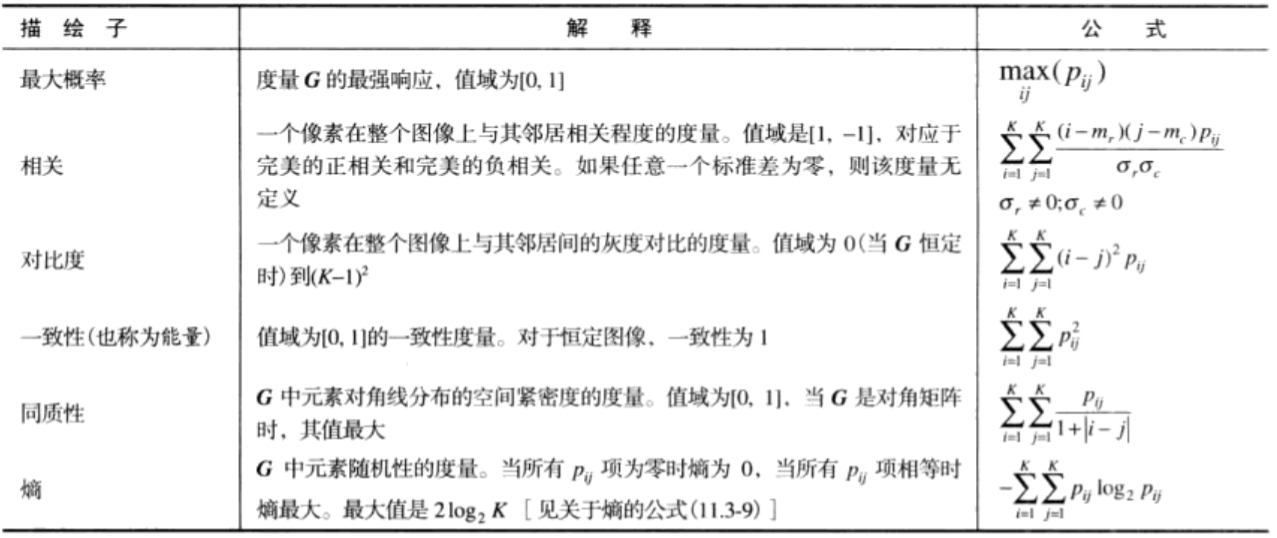 描 绘 子 解 释 公 式
最大概率 度量 G 的最强响应，值域为[0, 1] max(p_{ij})
ij
相关 一个像素在整个图像上与其邻居相关程度的度量。值域是[1, -1]，对应于
完美的正相关和完美的负相关。如果任意一个标准差为零，则该度量无
定义
\sum_{i=1}^{K}\sum_{j=1}^{K}\frac{(i-m_r)(j-m_c)p_{ij}}{σ_rσ_c}
σ_r ≠ 0;σ_c ≠ 0
对比度 一个像素在整个图像上与其邻居间的灰度对比的度量。值域为 0(当 G 恒定
时)到(K–1)²
\sum_{i=1}^{K}\sum_{j=1}^{K}(i-j)^2 p_{ij}
一致性(也称为能量) 值域为[0, 1]的一致性度量。对于恒定图像，一致性为 1
\sum_{i=1}^{K}\sum_{j=1}^{K}p_{ij}^2
同质性 G 中元素对角线分布的空间紧密度的度量。值域为[0, 1]，当 G 是对角矩阵
时，其值最大
\sum_{i=1}^{K}\sum_{j=1}^{K}\frac{p_{ij}}{1+|i-j|}
熵 G 中元素随机性的度量。当所有 p_{ij} 项为零时熵为 0，当所有 p_{ij} 项相等时
熵最大。最大值是 2log₂ K [ 见关于熵的公式(11.3-9) ]
-\sum_{i=1}^{K}\sum_{j=1}^{K}p_{ij} log₂ p_{ij}